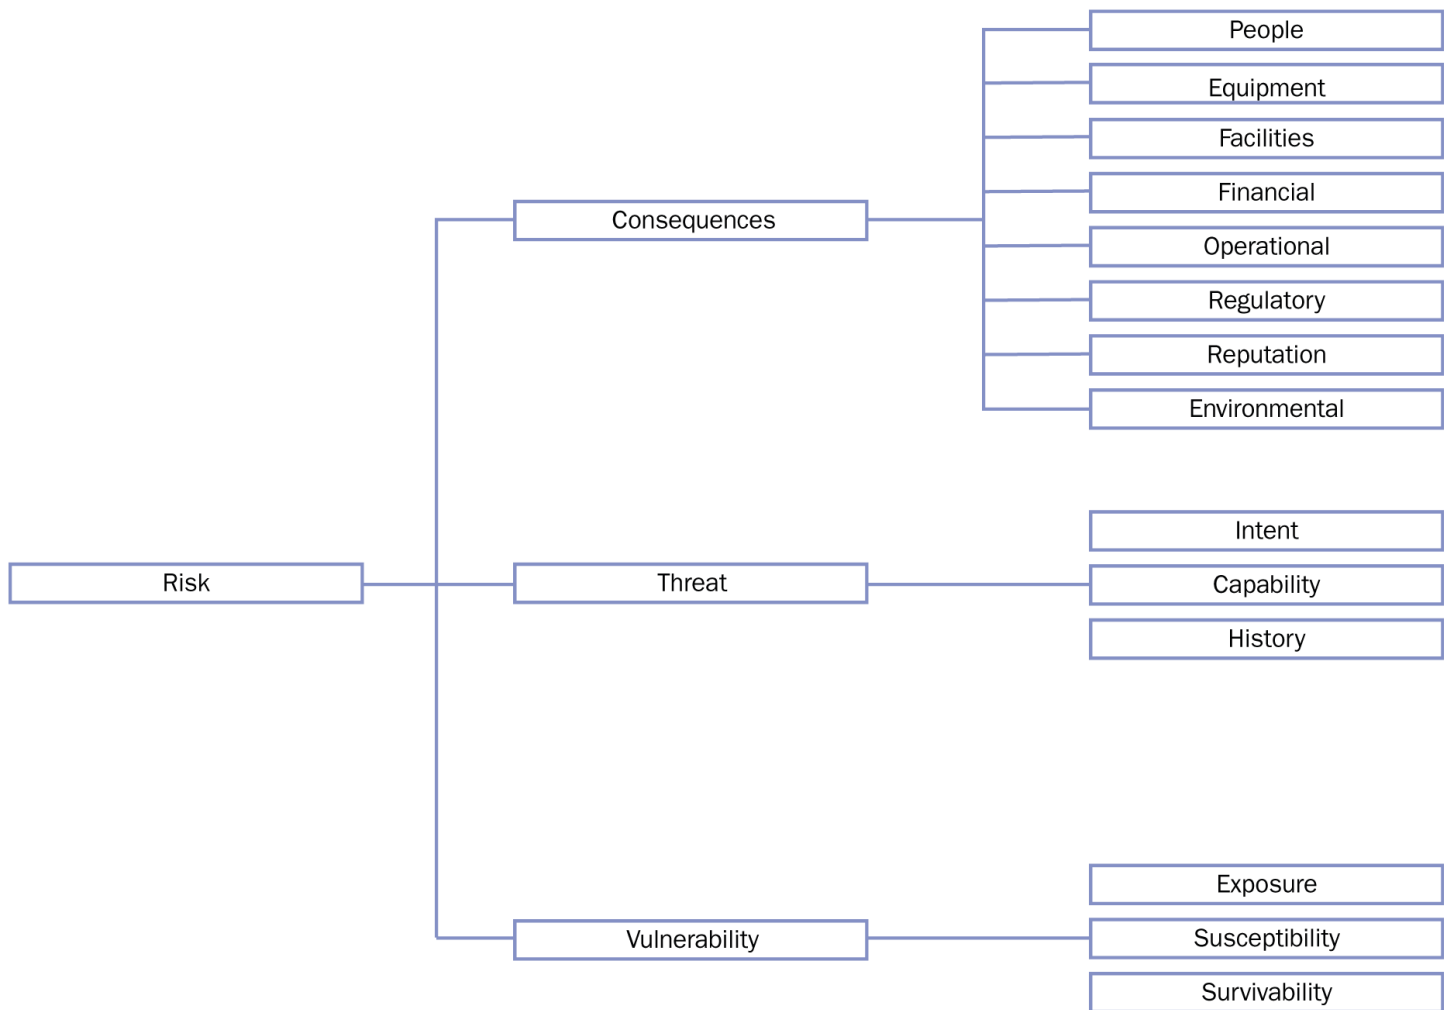 Risk
Consequences
People
Equipment
Facilities
Financial
Operational
Regulatory
Reputation
Environmental
Threat
Intent
Capability
History
Vulnerability
Exposure
Susceptibility
Survivability